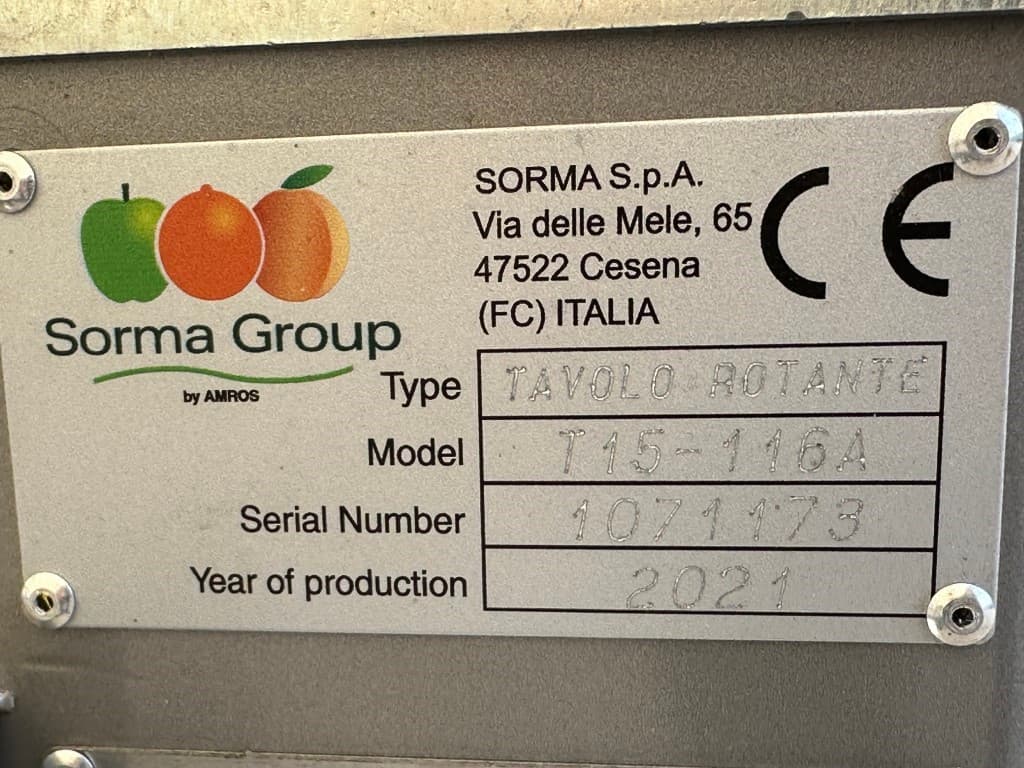 Sorma Group
by AMROS
SORMA S.p.A.
Via delle Mele, 65
47522 Cesena
(FC) ITALIA
CE
Type TAVOLO ROTANTE
Model T15-116A
Serial Number 1071173
Year of production 2021